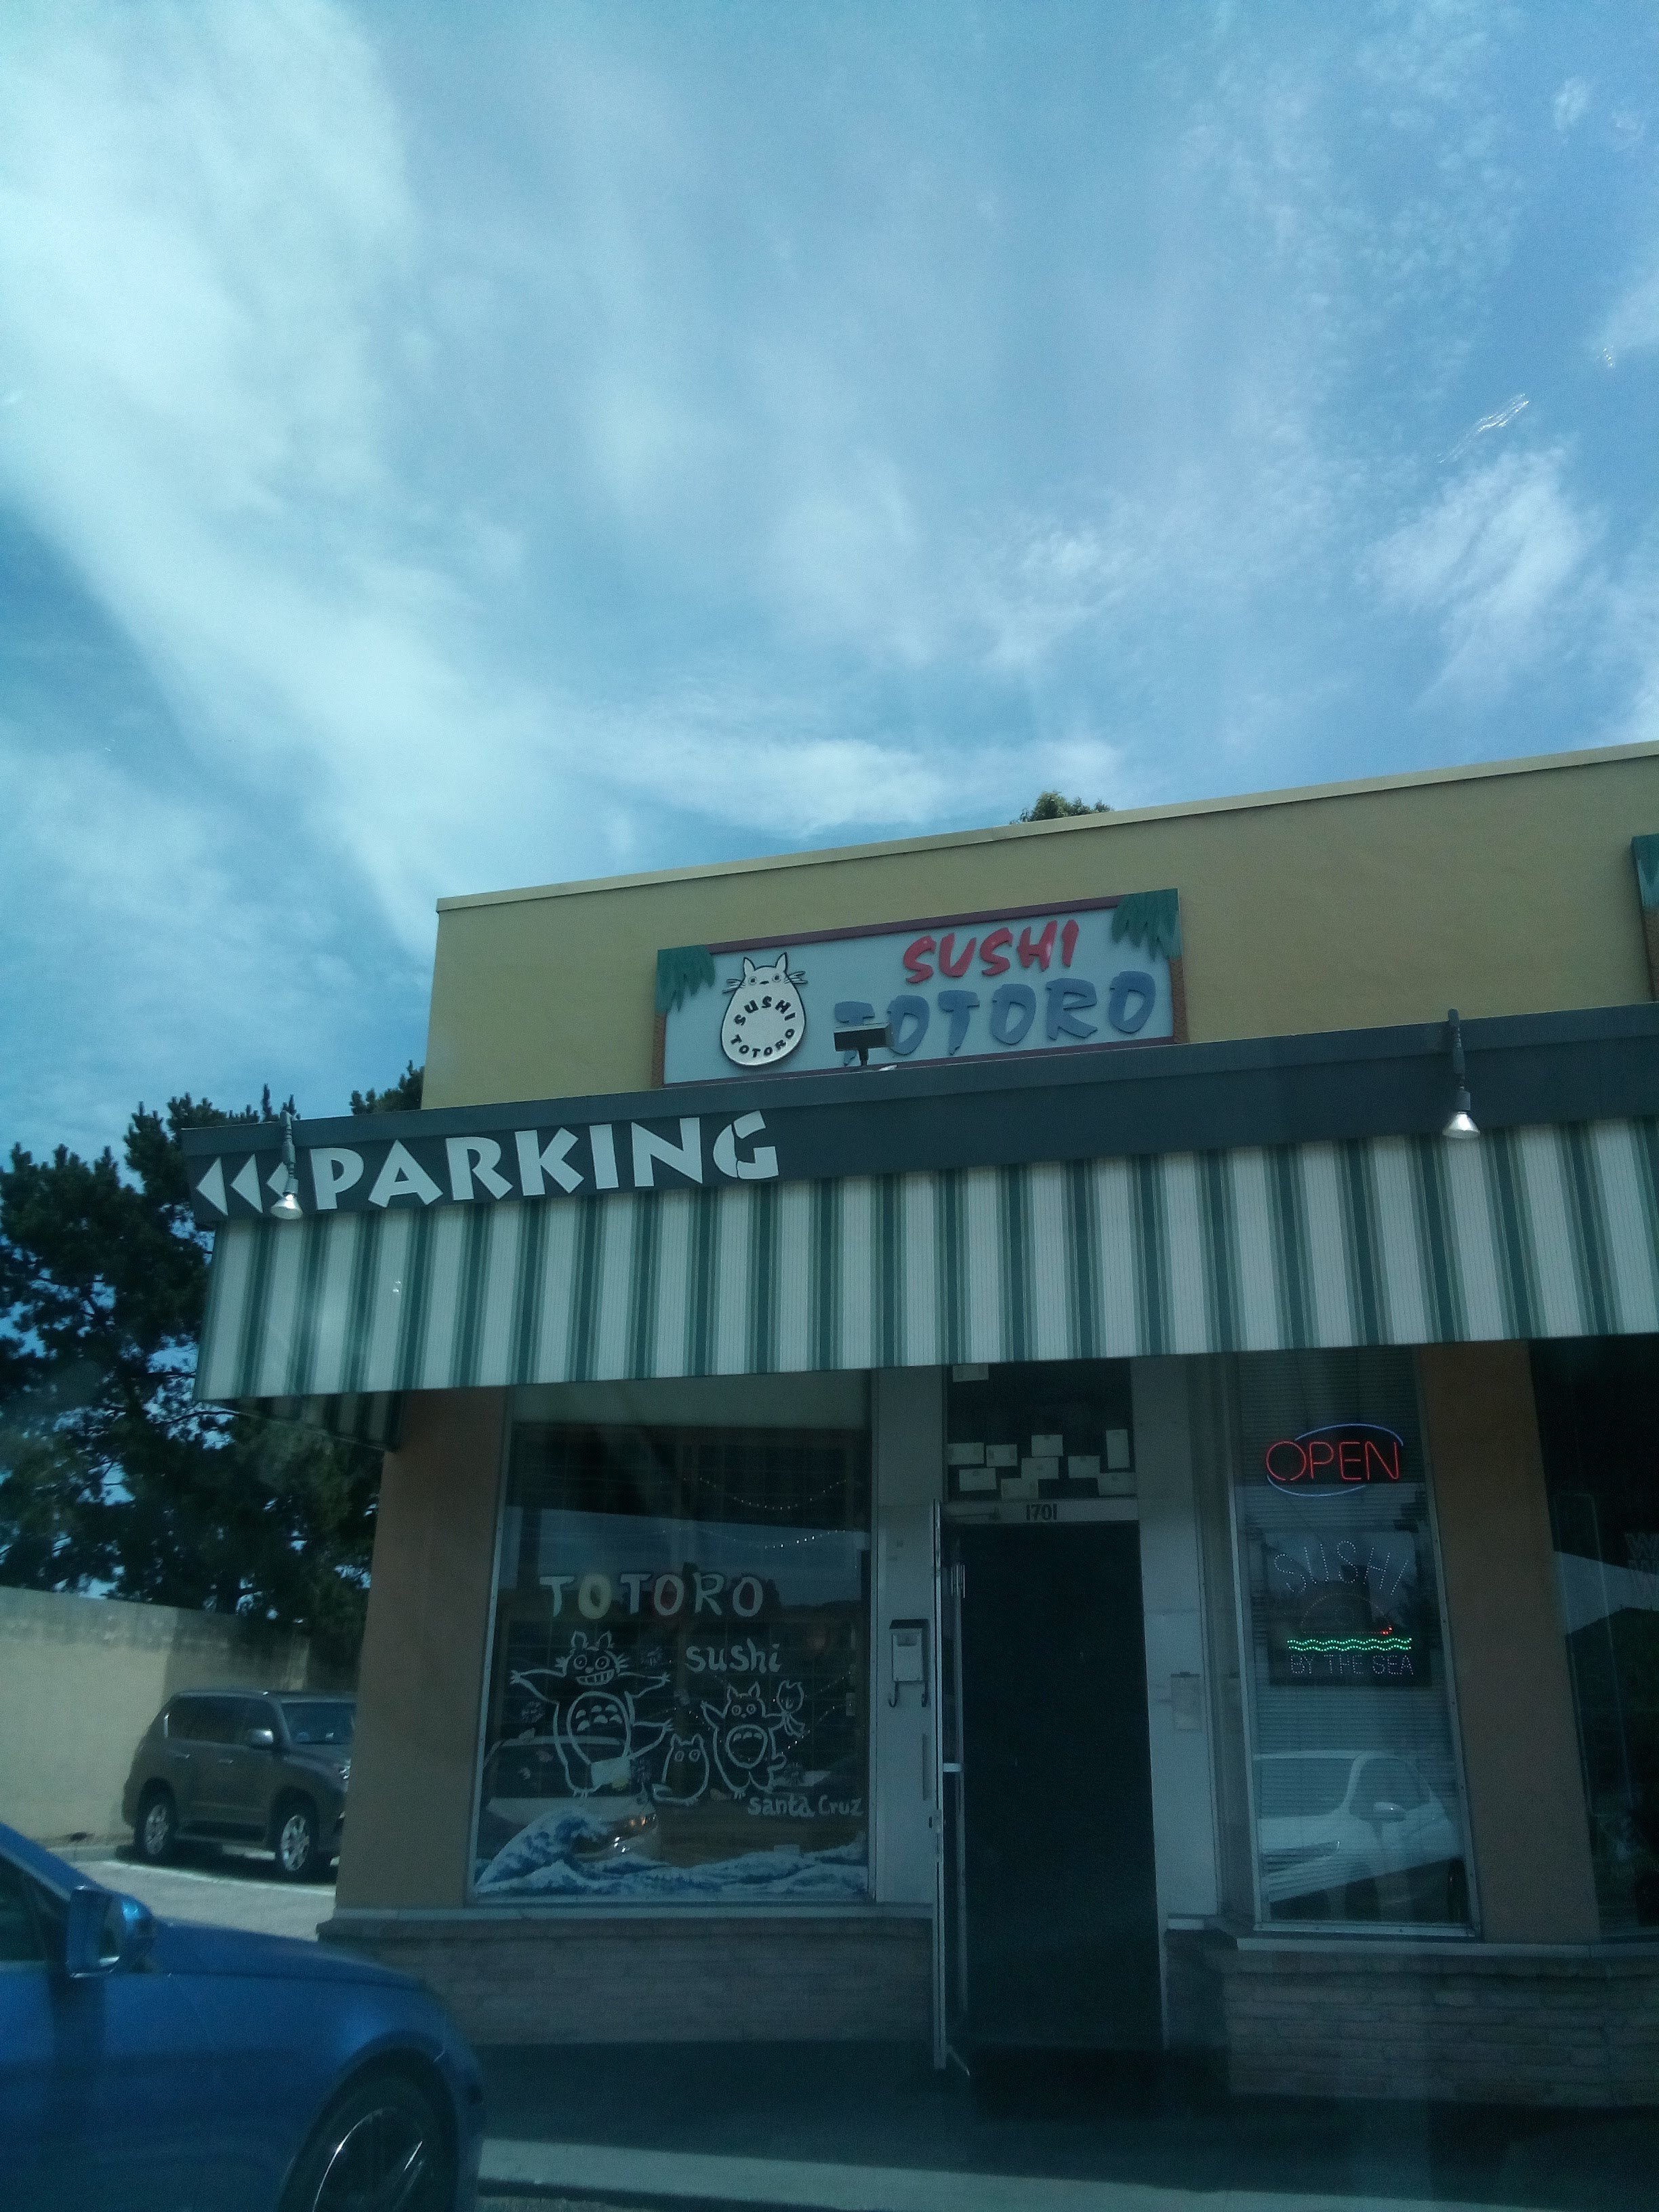 SUSHI
TOTORO
SUSHI
TOTORO
PARKING
OPEN
1701
SUSHI
BY THE SEA
TOTORO
sushi
santa Cruz